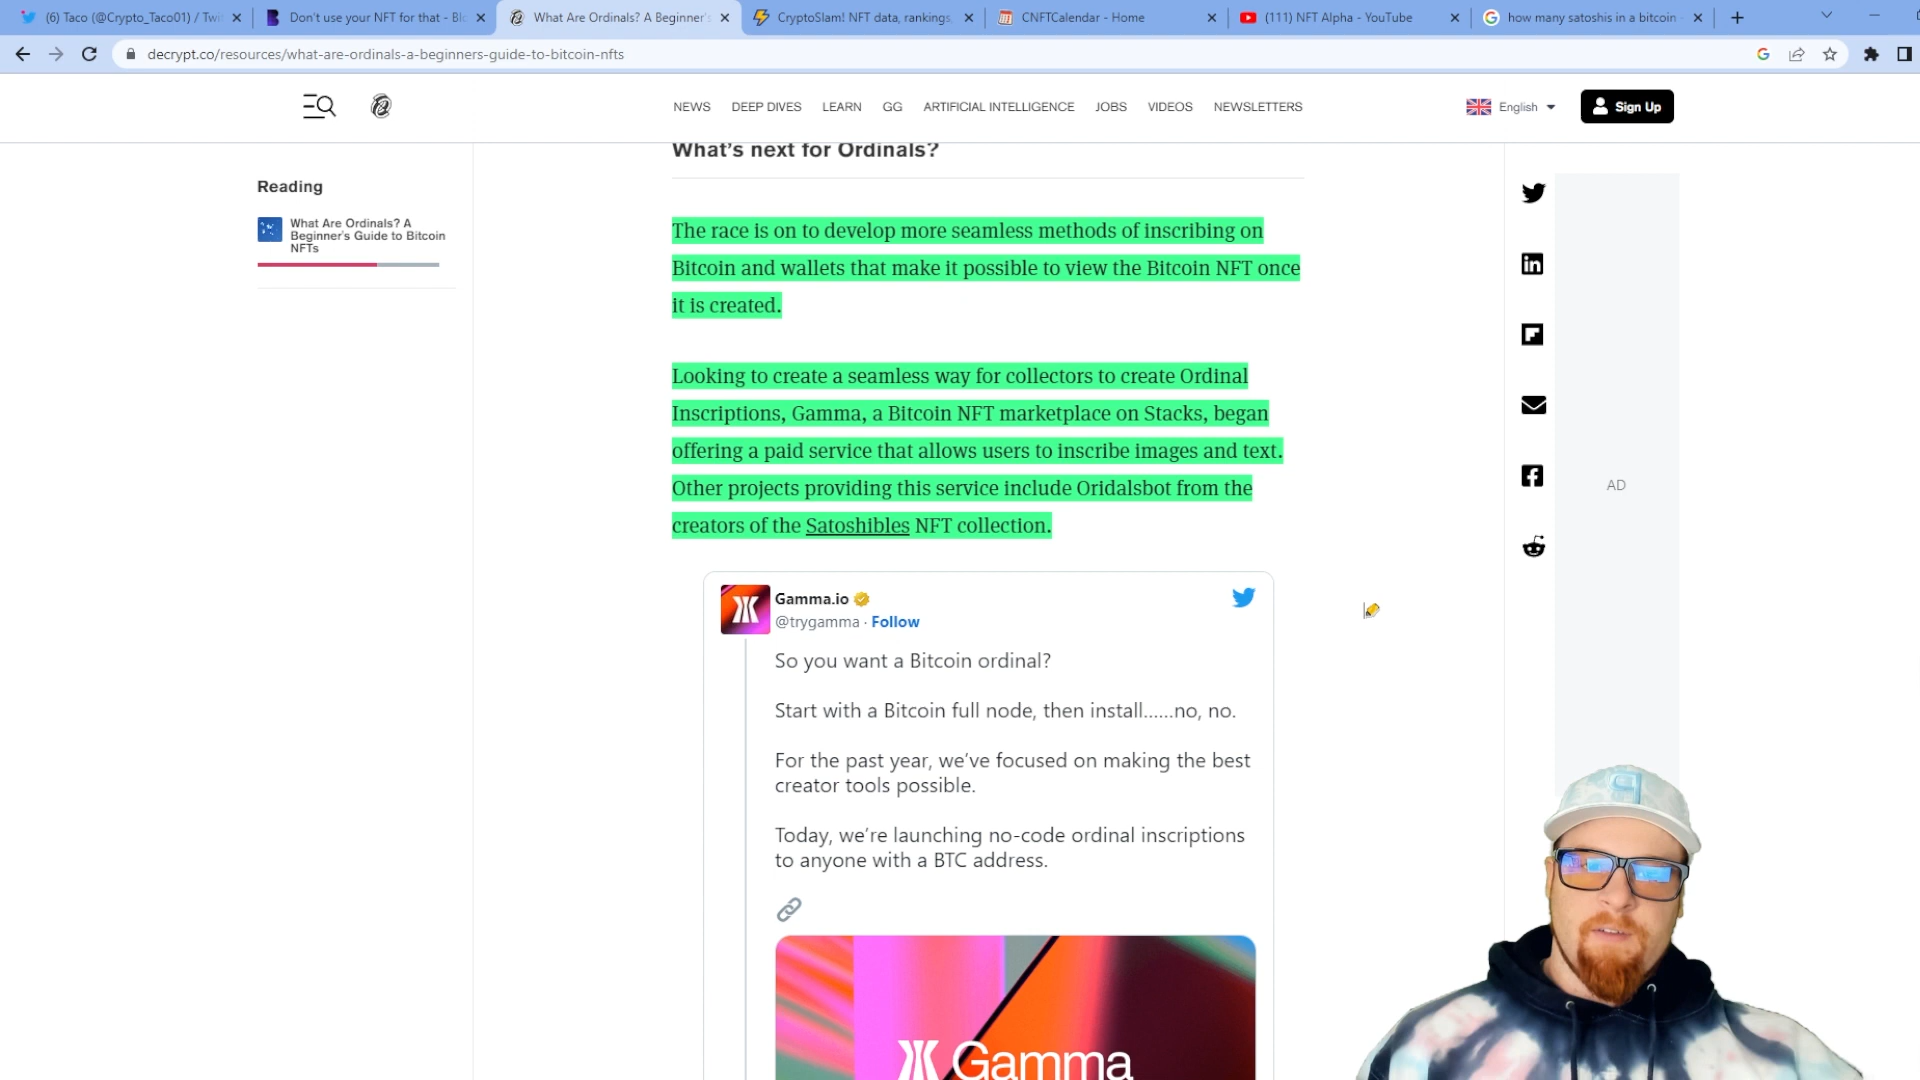 (6) Taco (@Crypto_Taco01) / Twi
Don't use your NFT for that - Blo
What Are Ordinals? A Beginner's
CryptoSlam! NFT data, rankings,
CNFTCalendar - Home
(111) NFT Alpha - YouTube
how many satoshis in a bitcoin
decrypt.co/resources/what-are-ordinals-a-beginners-guide-to-bitcoin-nfts
NEWS DEEP DIVES LEARN GG ARTIFICIAL INTELLIGENCE JOBS VIDEOS NEWSLETTERS
English
Sign Up
Reading
What Are Ordinals? A
Beginner's Guide to Bitcoin
NFTs
What's next for Ordinals?
The race is on to develop more seamless methods of inscribing on
Bitcoin and wallets that make it possible to view the Bitcoin NFT once
it is created.
Looking to create a seamless way for collectors to create Ordinal
Inscriptions, Gamma, a Bitcoin NFT marketplace on Stacks, began
offering a paid service that allows users to inscribe images and text.
Other projects providing this service include Oridalsbot from the
creators of the Satoshibles NFT collection.
Gamma.io
@trygamma · Follow
So you want a Bitcoin ordinal?
Start with a Bitcoin full node, then install......no, no.
For the past year, we've focused on making the best
creator tools possible.
Today, we're launching no-code ordinal inscriptions
to anyone with a BTC address.
Gamma
AD